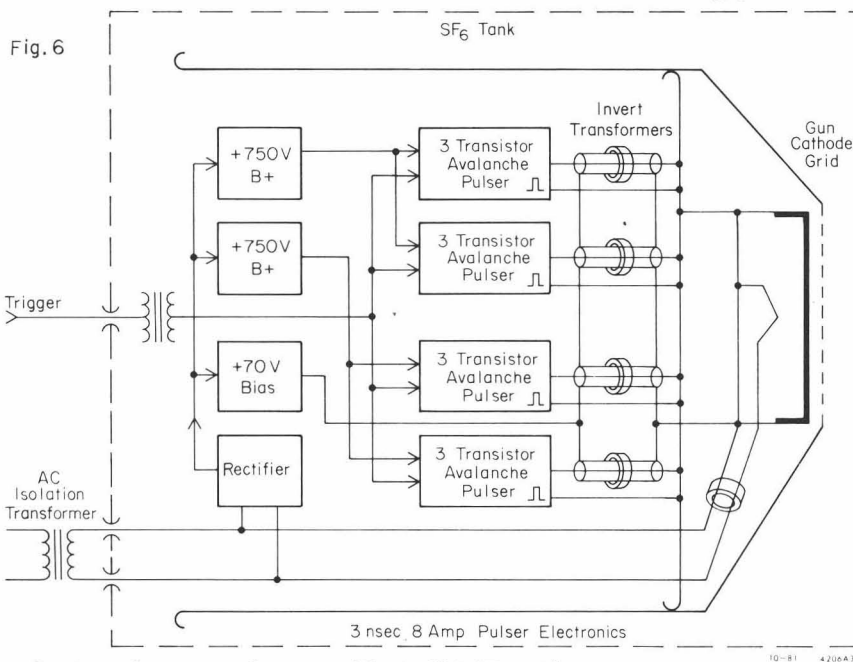 Fig. 6
SF6 Tank
Invert
Transformers
Gun
Cathode
Grid
+750V
B+
3 Transistor
Avalanche
Pulser
+750V
B+
3 Transistor
Avalanche
Pulser
Trigger
+70V
Bias
3 Transistor
Avalanche
Pulser
AC
Isolation
Transformer
Rectifier
3 Transistor
Avalanche
Pulser
3 nsec 8 Amp Pulser Electronics
10-81 4206A3